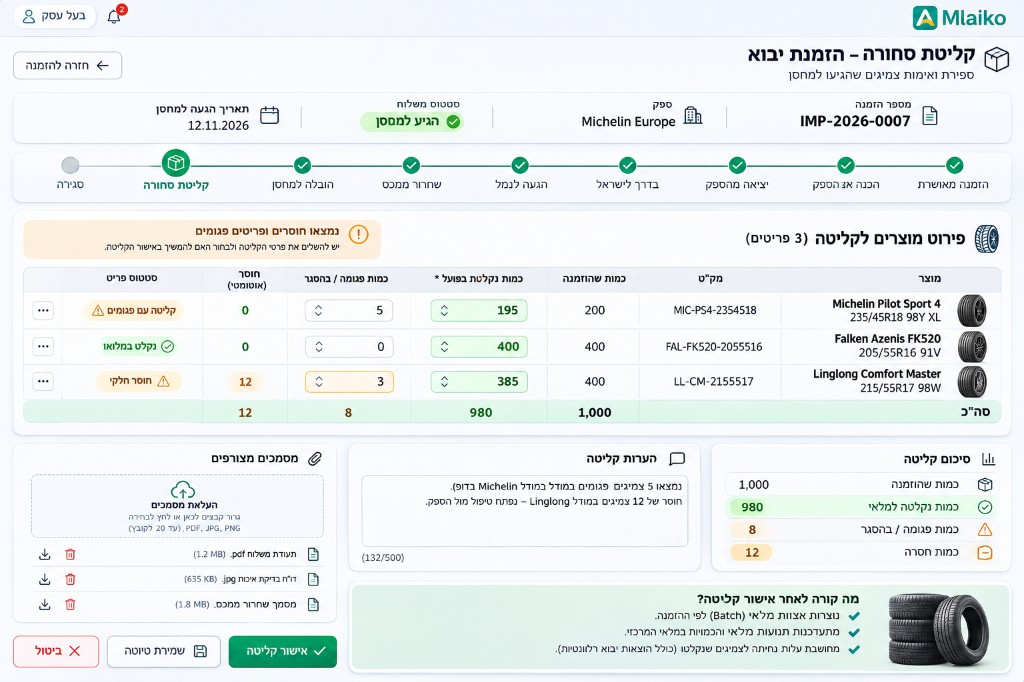 Mlaiko
2
בעל עסק
קליטת סחורה – הזמנת יבוא
ספירת ואימות צמיגים שהגיעו למחסן
חזרה להזמנה
מספר הזמנה
IMP-2026-0007
ספק
Michelin Europe
סטטוס משלוח
הגיע למחסן
תאריך הגעה למחסן
12.11.2026
הזמנה מאושרת
הכנה אצ הספק
יציאה מהספק
בדרך לישראל
הגעה לנמל
שחרור ממכס
הובלה למחסן
קליטת סחורה
סגירה
פירוט מוצרים לקליטה (3 פריטים)
נמצאו חוסרים ופריטים פגומים
יש להשלים את פרטי הקליטה ולבחור האם להמשיך באישור הקליטה.
מוצר מק"ט כמות שהוזמנה כמות נקלטת בפועל * כמות פגומה / בהסגר חוסר (אוטומטי) סטטוס פריט
Michelin Pilot Sport 4
235/45R18 98Y XL
MIC-PS4-2354518 200 195 5 0 קליטה עם פגומים
Falken Azenis FK520
205/55R16 91V
FAL-FK520-2055516 400 400 0 0 נקלט במלואו
Linglong Comfort Master
215/55R17 98W
LL-CM-2155517 400 385 3 12 חוסר חלקי
סה"כ 1,000 980 8 12
סיכום קליטה
כמות שהוזמנה 1,000
כמות נקלטה למלאי 980
כמות פגומה / בהסגר 8
כמות חסרה 12
הערות קליטה
נמצאו 5 צמיגים פגומים במודל במודל Michelin בדופן.
חוסר של 12 צמיגים במודל Linglong – נפתח טיפול מול הספק.
(132/500)
מסמכים מצורפים
העלאת מסמכים
גרור קבצים לכאן או לחץ לבחירה
PDF, JPG, PNG, (עד 20 לקובץ)
תעודת משלוח pdf. (1.2 MB)
דו"ח בדיקת איכות jpg. (635 KB)
מסמך שחרור ממכס. (1.8 MB)
מה קורה לאחר אישור קליטה?
נוצרות אצוות מלאי (Batch) לפי ההזמנה.
מתעדכנות תנועות מלאי והכמויות במלאי המרכזי.
מחושבת עלות נחיתה לצמיגים שנקלטו (כולל הוצאות יבוא רלוונטיות).
אישור קליטה
שמירת טיוטה
ביטול